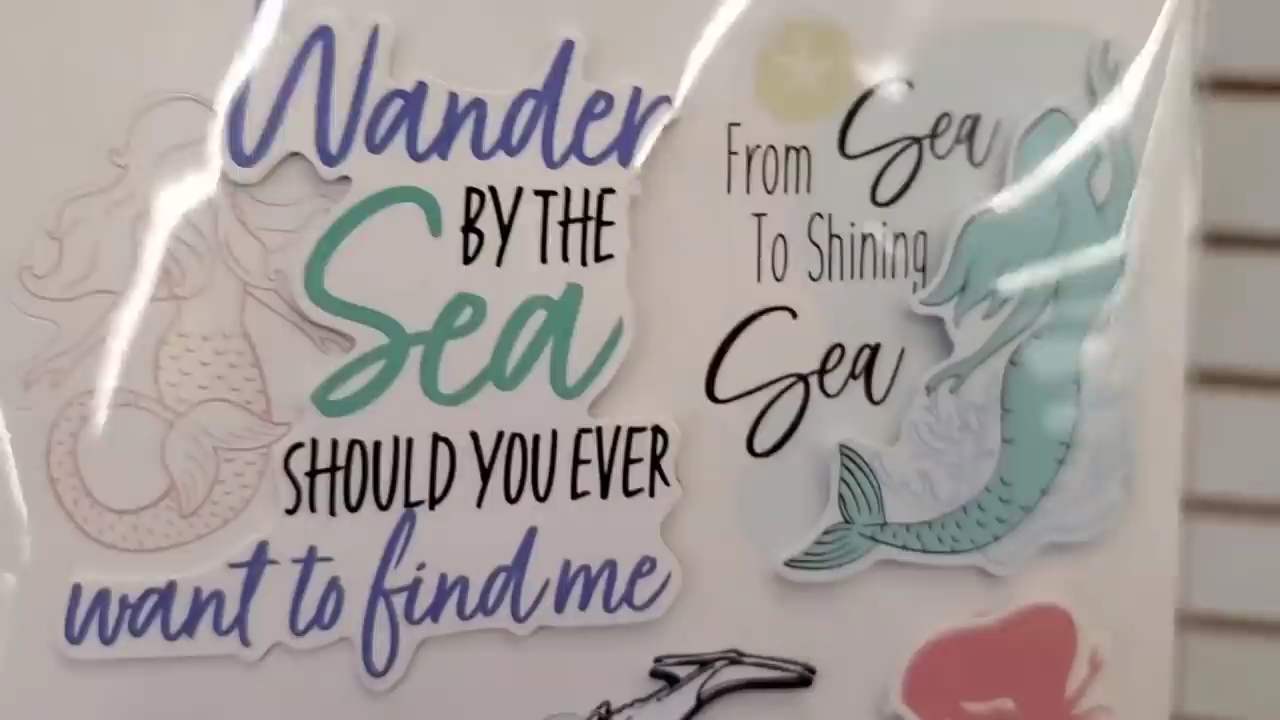 Wander
BY THE
Sea
SHOULD YOU EVER
want to find me
From Sea
To Shining
Sea